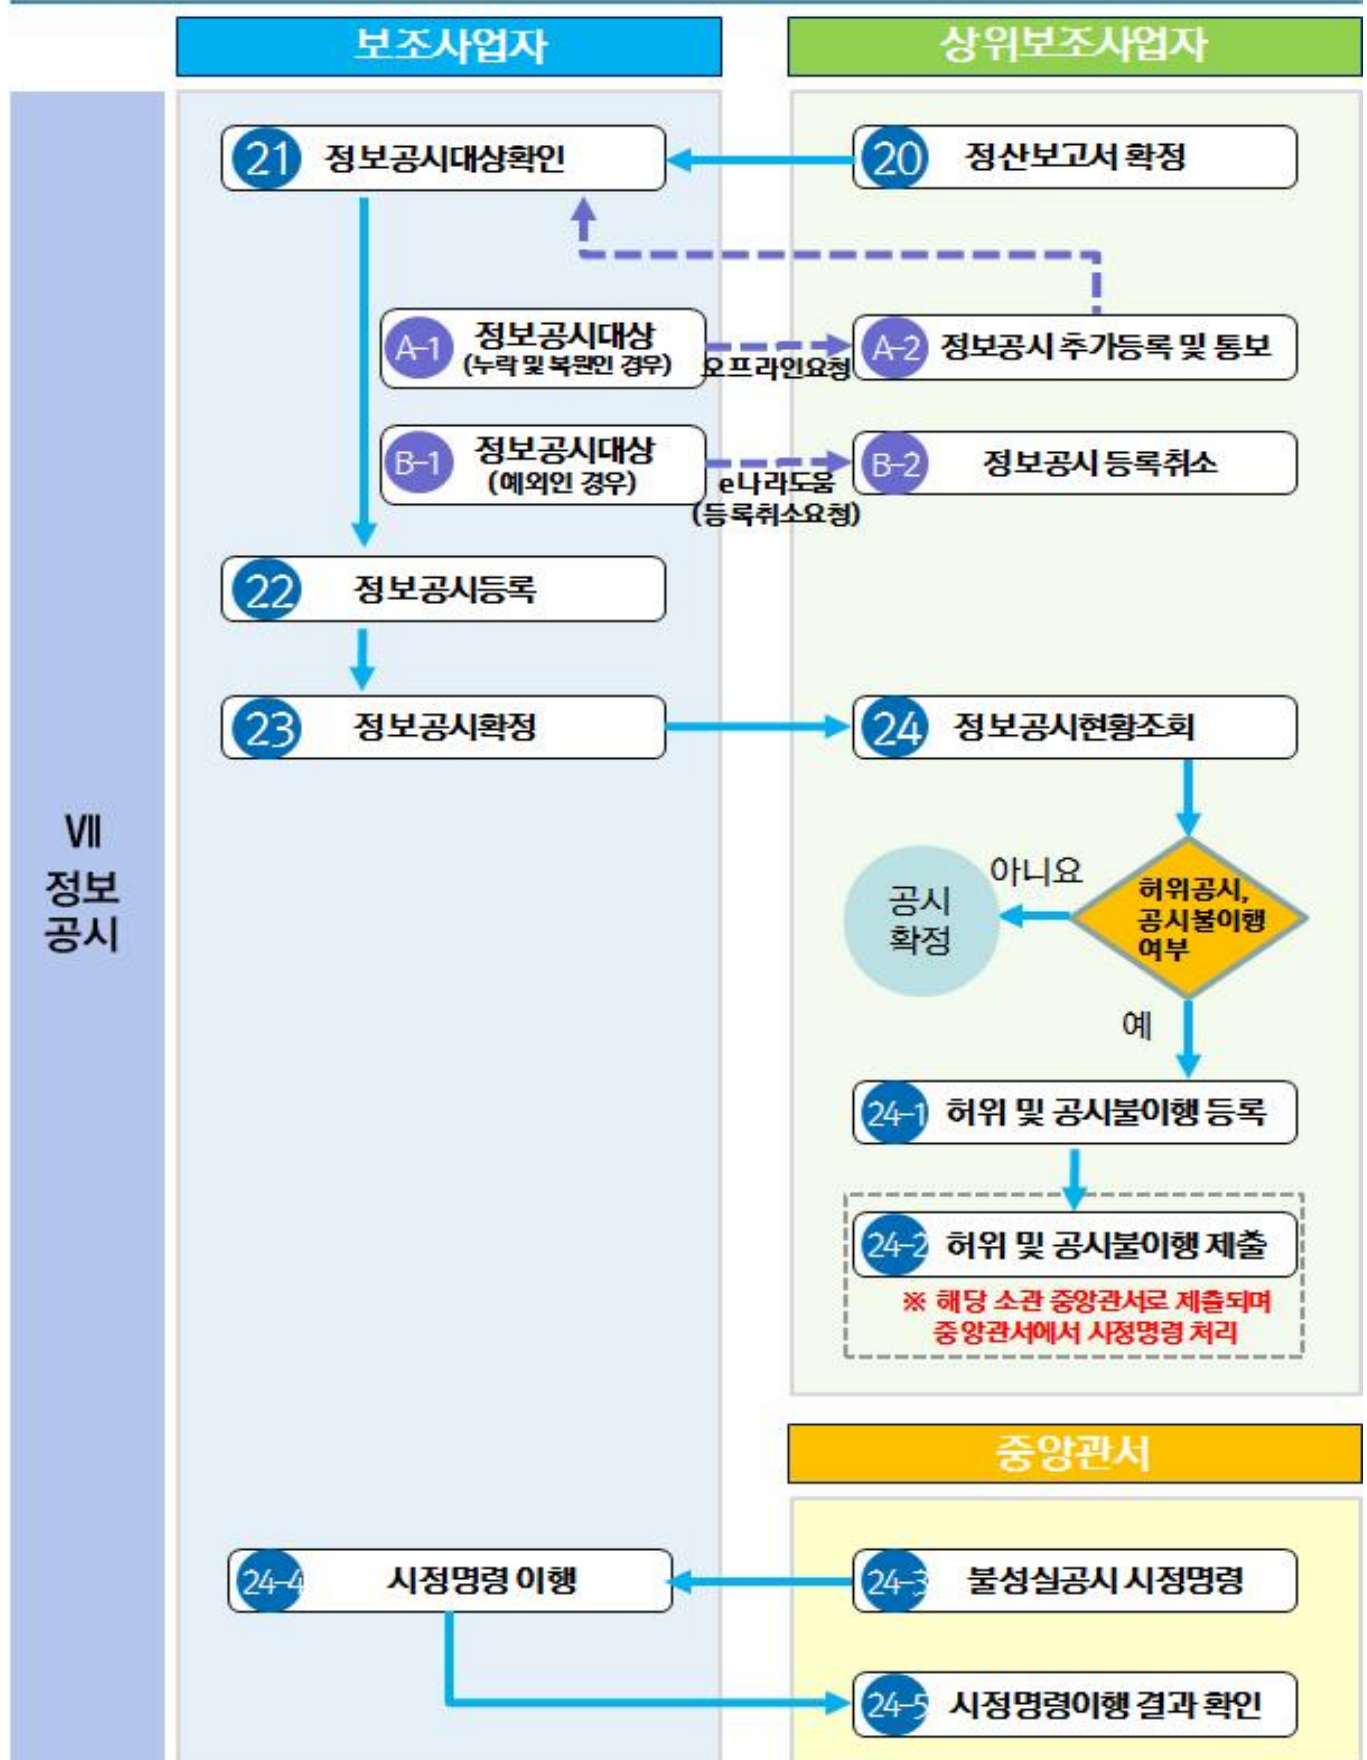 보조사업자
상위보조사업자
21 정보공시대상확인
20 정산보고서 확정
A-1 정보공시대상
(누락 및 복원인 경우)
오프라인요청
A-2 정보공시 추가등록 및 통보
B-1 정보공시대상
(예외인 경우)
e나라도움
(등록취소요청)
B-2 정보공시 등록취소
22 정보공시등록
23 정보공시확정
24 정보공시현황조회
Ⅶ
정보
공시
허위공시,
공시불이행
여부
아니요
공시
확정
예
24-1 허위 및 공시불이행 등록
24-2 허위 및 공시불이행 제출
※ 해당 소관 중앙관서로 제출되며
중앙관서에서 시정명령 처리
중앙관서
24-4 시정명령 이행
24-3 불성실공시 시정명령
24-5 시정명령이행 결과 확인